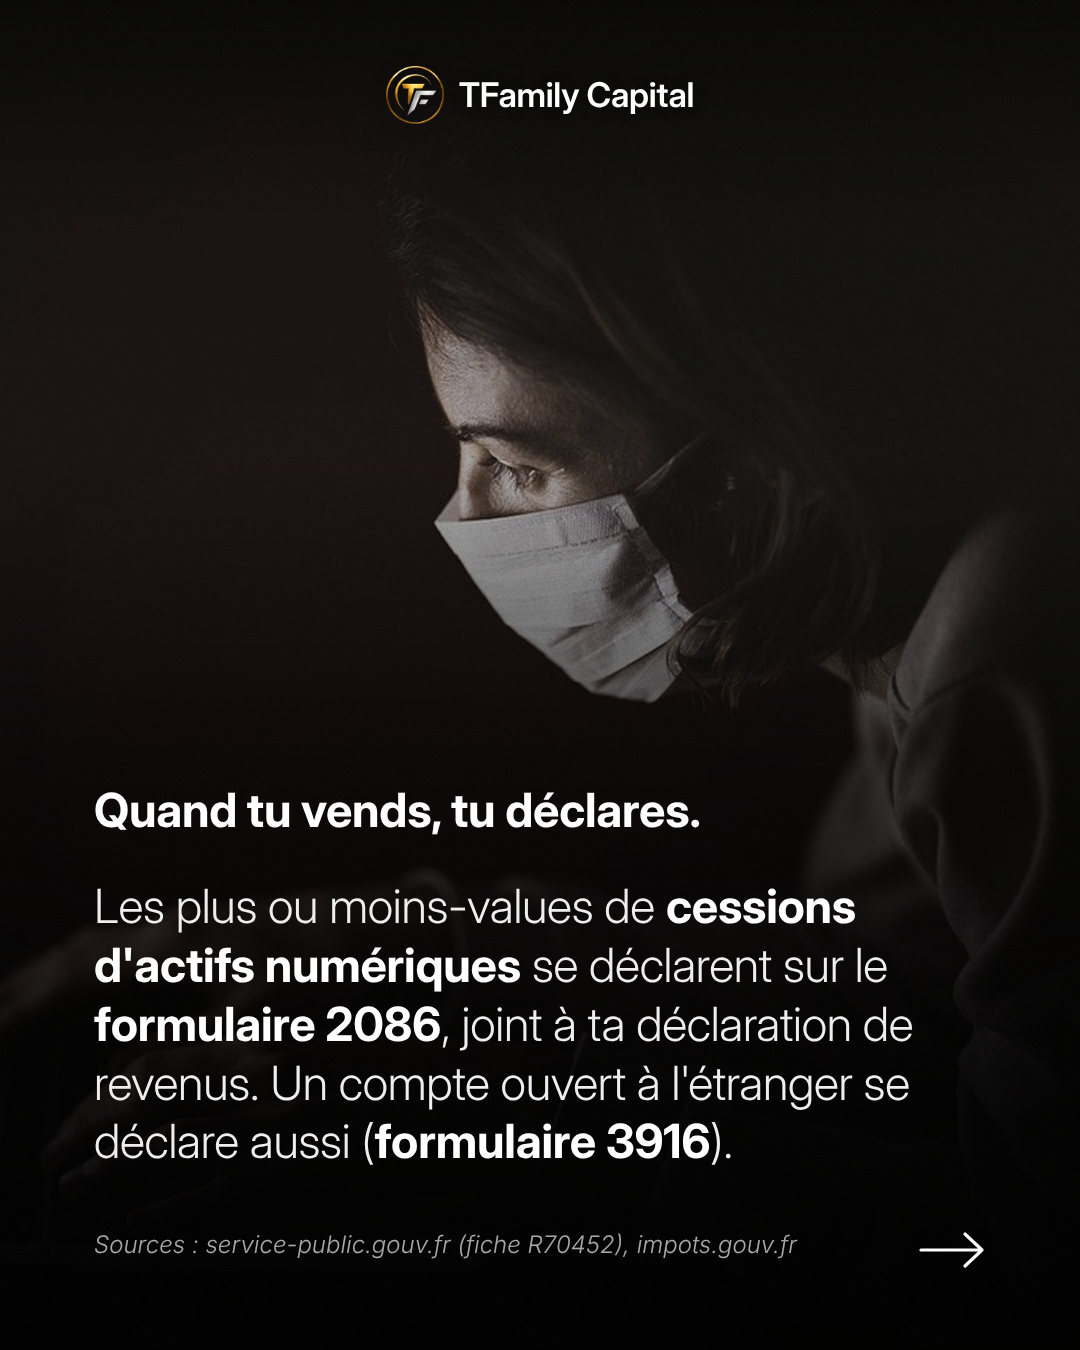 TFamily Capital
Quand tu vends, tu déclares.
Les plus ou moins-values de cessions
d'actifs numériques se déclarent sur le
formulaire 2086, joint à ta déclaration de
revenus. Un compte ouvert à l'étranger se
déclare aussi (formulaire 3916).
Sources : service-public.gouv.fr (fiche R70452), impots.gouv.fr